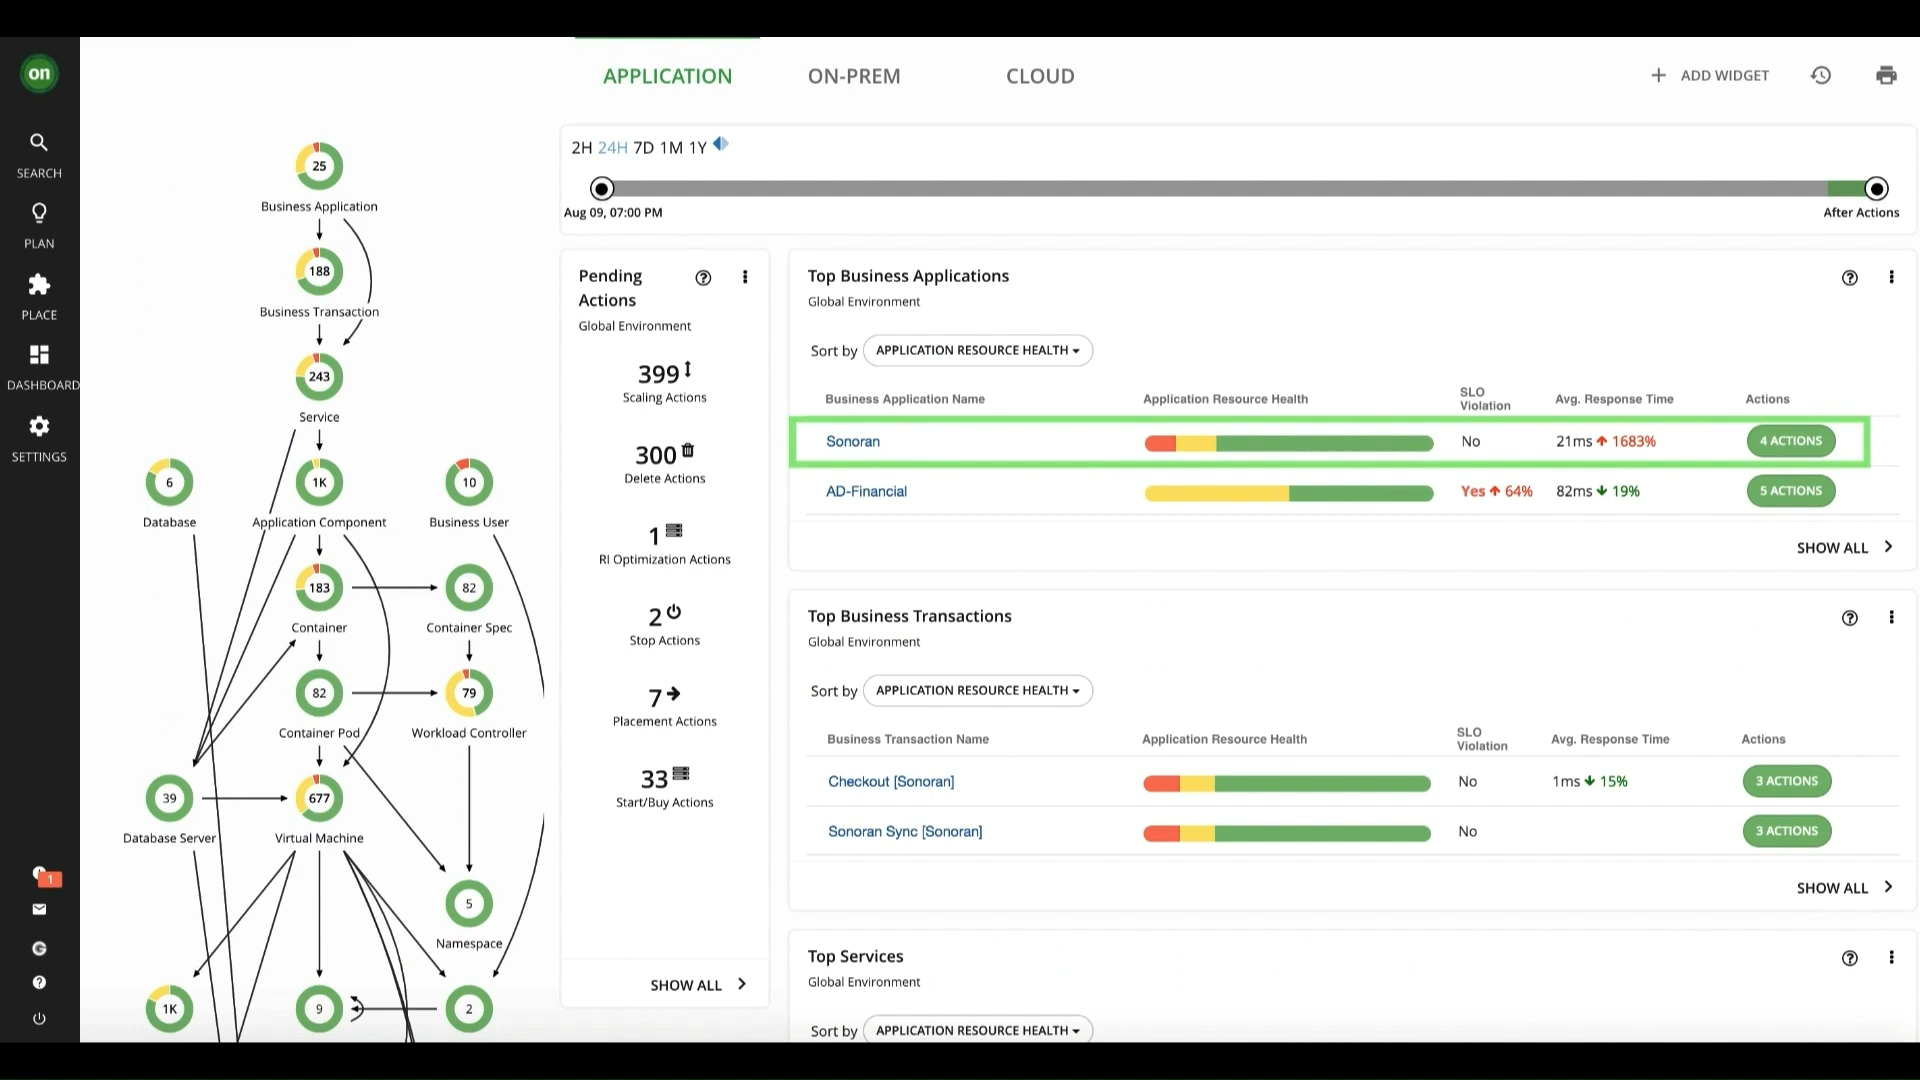 on
SEARCH
PLAN
PLACE
DASHBOARD
SETTINGS
1
25
Business Application
188
Business Transaction
243
Service
6
Database
1K
Application Component
10
Business User
183
Container
82
Container Spec
82
Container Pod
79
Workload Controller
39
Database Server
677
Virtual Machine
5
Namespace
1K
9
2
APPLICATION
ON-PREM
CLOUD
+ ADD WIDGET
2H 24H 7D 1M 1Y
Aug 09, 07:00 PM
After Actions
Pending
Actions
Global Environment
399
Scaling Actions
300
Delete Actions
1
RI Optimization Actions
2
Stop Actions
7
Placement Actions
33
Start/Buy Actions
SHOW ALL
Top Business Applications
Global Environment
Sort by APPLICATION RESOURCE HEALTH
Business Application Name Application Resource Health SLO Violation Avg. Response Time Actions
Sonoran No 21ms 1683% 4 ACTIONS
AD-Financial Yes 64% 82ms 19% 5 ACTIONS
SHOW ALL
Top Business Transactions
Global Environment
Sort by APPLICATION RESOURCE HEALTH
Business Transaction Name Application Resource Health SLO Violation Avg. Response Time Actions
Checkout [Sonoran] No 1ms 15% 3 ACTIONS
Sonoran Sync [Sonoran] No 3 ACTIONS
SHOW ALL
Top Services
Global Environment
Sort by APPLICATION RESOURCE HEALTH